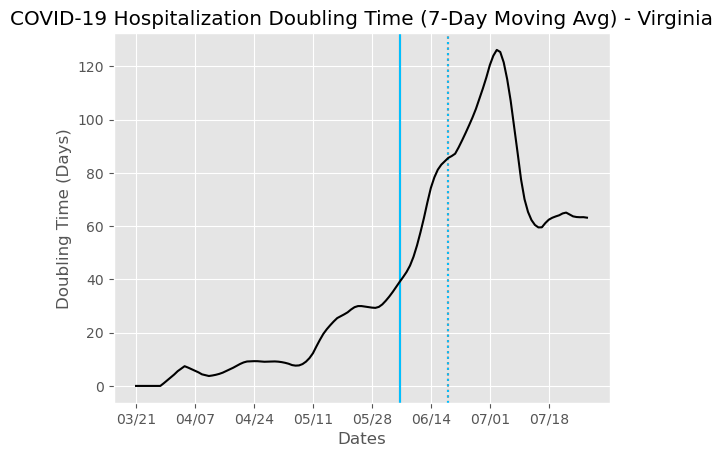 COVID-19 Hospitalization Doubling Time (7-Day Moving Avg) - Virginia
Doubling Time (Days)
120
100
80
60
40
20
0
03/21 04/07 04/24 05/11 05/28 06/14 07/01 07/18
Dates